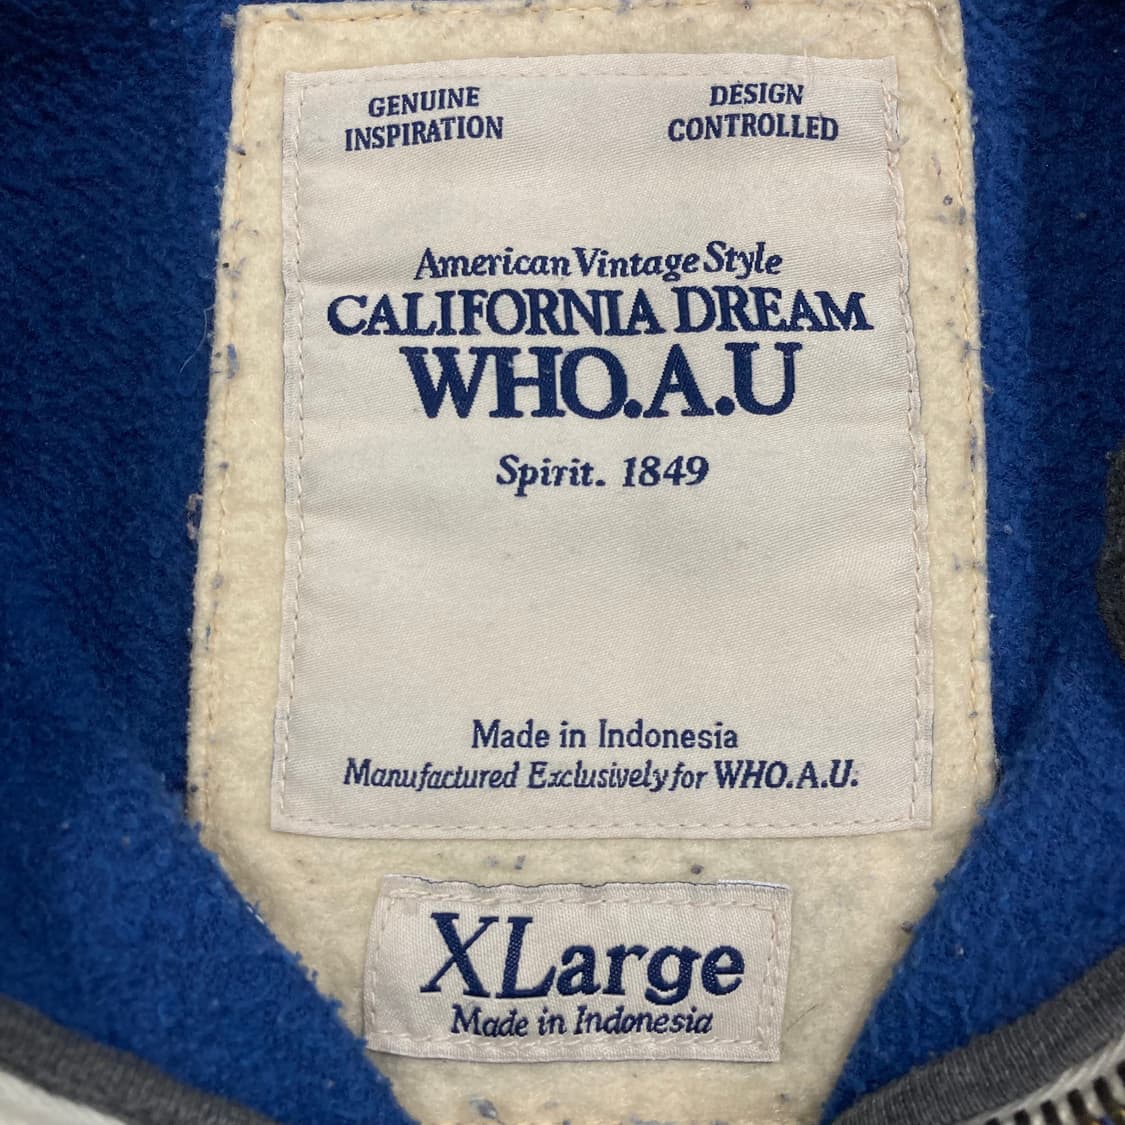 GENUINE
INSPIRATION
DESIGN
CONTROLLED
American Vintage Style
CALIFORNIA DREAM
WHO.A.U
Spirit. 1849
Made in Indonesia
Manufactured Exclusively for WHO.A.U.
XLarge
Made in Indonesia